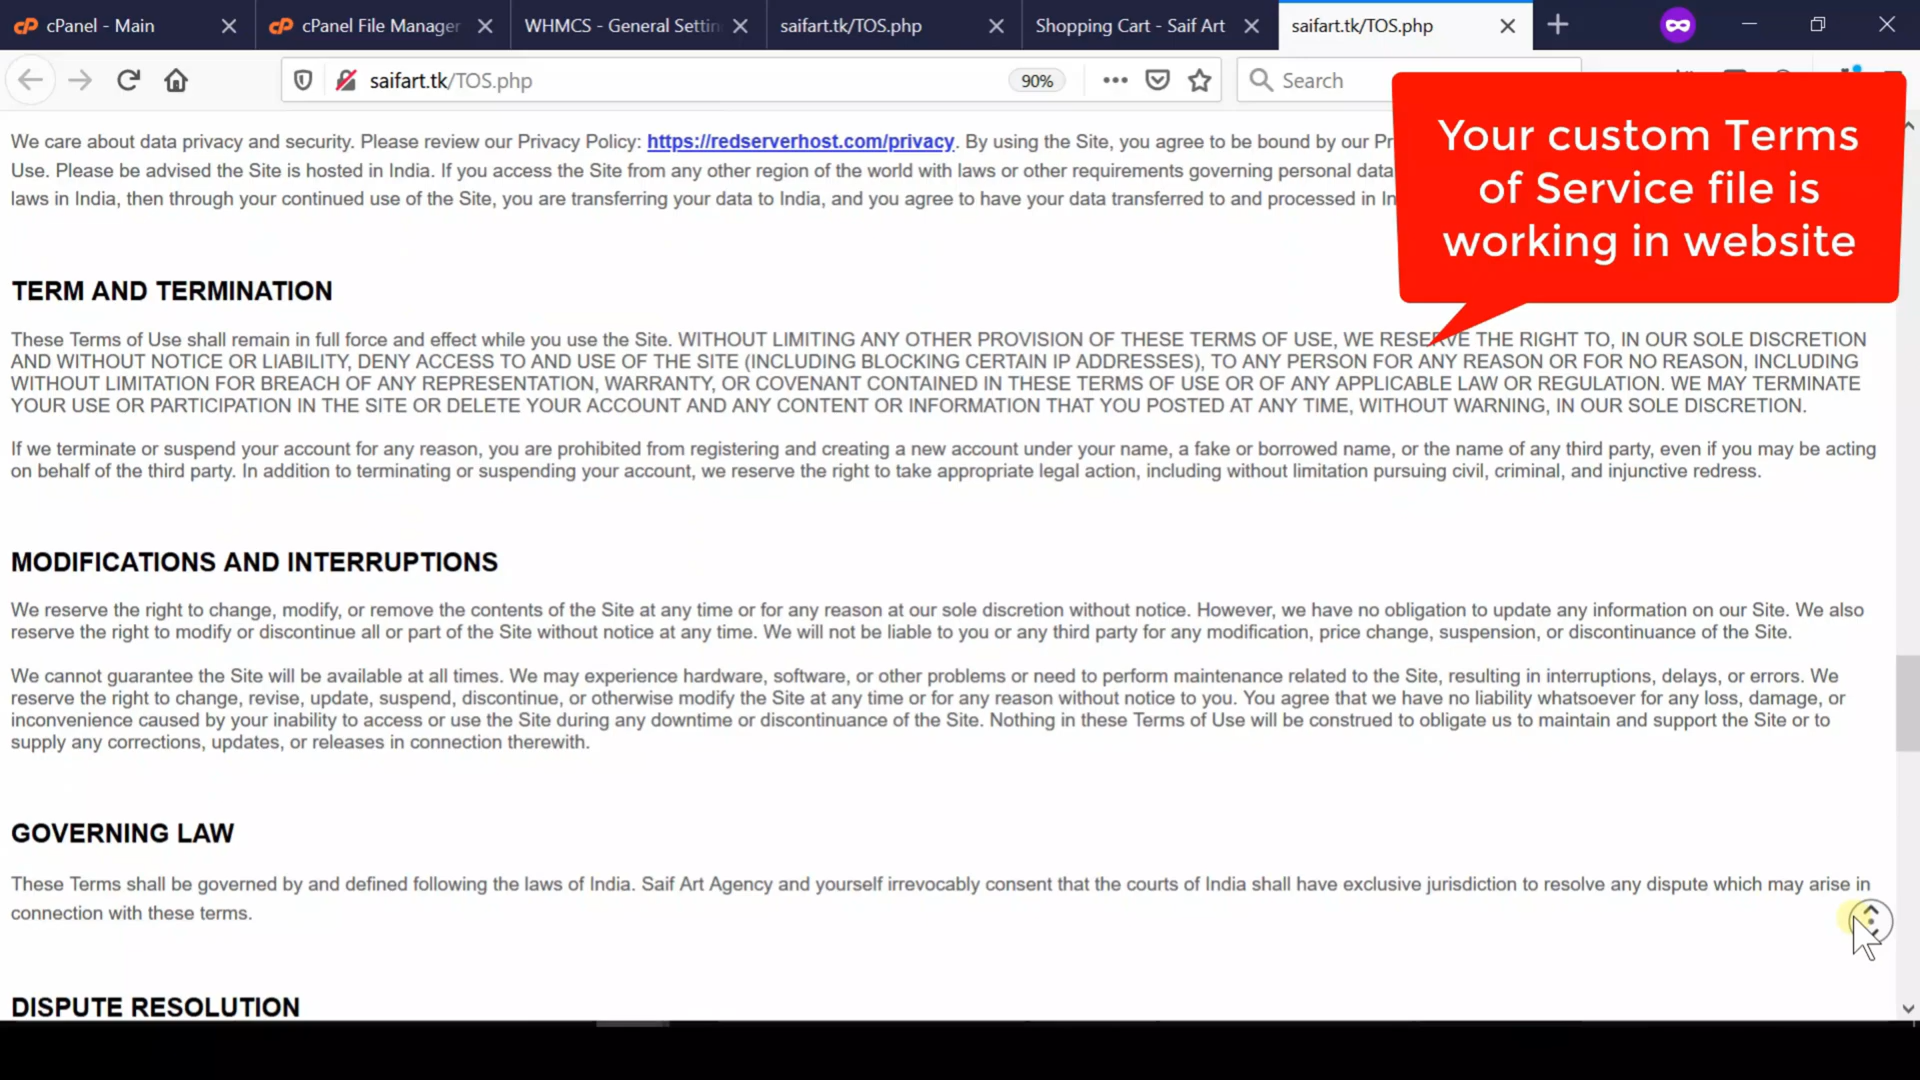 cPanel - Main
cPanel File Manager
WHMCS - General Settin
saifart.tk/TOS.php
Shopping Cart - Saif Art
saifart.tk/TOS.php
saifart.tk/TOS.php
90%
Search
Your custom Terms
of Service file is
working in website
We care about data privacy and security. Please review our Privacy Policy: https://redserverhost.com/privacy. By using the Site, you agree to be bound by our Pr
Use. Please be advised the Site is hosted in India. If you access the Site from any other region of the world with laws or other requirements governing personal data
laws in India, then through your continued use of the Site, you are transferring your data to India, and you agree to have your data transferred to and processed in In
TERM AND TERMINATION
These Terms of Use shall remain in full force and effect while you use the Site. WITHOUT LIMITING ANY OTHER PROVISION OF THESE TERMS OF USE, WE RESERVE THE RIGHT TO, IN OUR SOLE DISCRETION
AND WITHOUT NOTICE OR LIABILITY, DENY ACCESS TO AND USE OF THE SITE (INCLUDING BLOCKING CERTAIN IP ADDRESSES), TO ANY PERSON FOR ANY REASON OR FOR NO REASON, INCLUDING
WITHOUT LIMITATION FOR BREACH OF ANY REPRESENTATION, WARRANTY, OR COVENANT CONTAINED IN THESE TERMS OF USE OR OF ANY APPLICABLE LAW OR REGULATION. WE MAY TERMINATE
YOUR USE OR PARTICIPATION IN THE SITE OR DELETE YOUR ACCOUNT AND ANY CONTENT OR INFORMATION THAT YOU POSTED AT ANY TIME, WITHOUT WARNING, IN OUR SOLE DISCRETION.
If we terminate or suspend your account for any reason, you are prohibited from registering and creating a new account under your name, a fake or borrowed name, or the name of any third party, even if you may be acting
on behalf of the third party. In addition to terminating or suspending your account, we reserve the right to take appropriate legal action, including without limitation pursuing civil, criminal, and injunctive redress.
MODIFICATIONS AND INTERRUPTIONS
We reserve the right to change, modify, or remove the contents of the Site at any time or for any reason at our sole discretion without notice. However, we have no obligation to update any information on our Site. We also
reserve the right to modify or discontinue all or part of the Site without notice at any time. We will not be liable to you or any third party for any modification, price change, suspension, or discontinuance of the Site.
We cannot guarantee the Site will be available at all times. We may experience hardware, software, or other problems or need to perform maintenance related to the Site, resulting in interruptions, delays, or errors. We
reserve the right to change, revise, update, suspend, discontinue, or otherwise modify the Site at any time or for any reason without notice to you. You agree that we have no liability whatsoever for any loss, damage, or
inconvenience caused by your inability to access or use the Site during any downtime or discontinuance of the Site. Nothing in these Terms of Use will be construed to obligate us to maintain and support the Site or to
supply any corrections, updates, or releases in connection therewith.
GOVERNING LAW
These Terms shall be governed by and defined following the laws of India. Saif Art Agency and yourself irrevocably consent that the courts of India shall have exclusive jurisdiction to resolve any dispute which may arise in
connection with these terms.
DISPUTE RESOLUTION